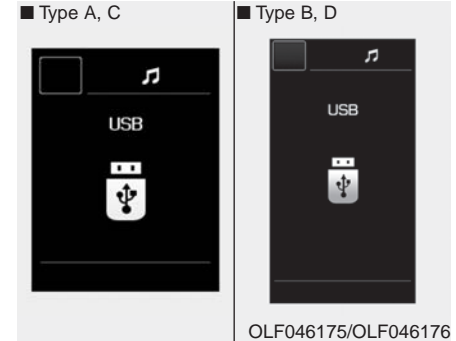 ■ Type A, C
■ Type B, D
USB
USB
OLF046175/OLF046176